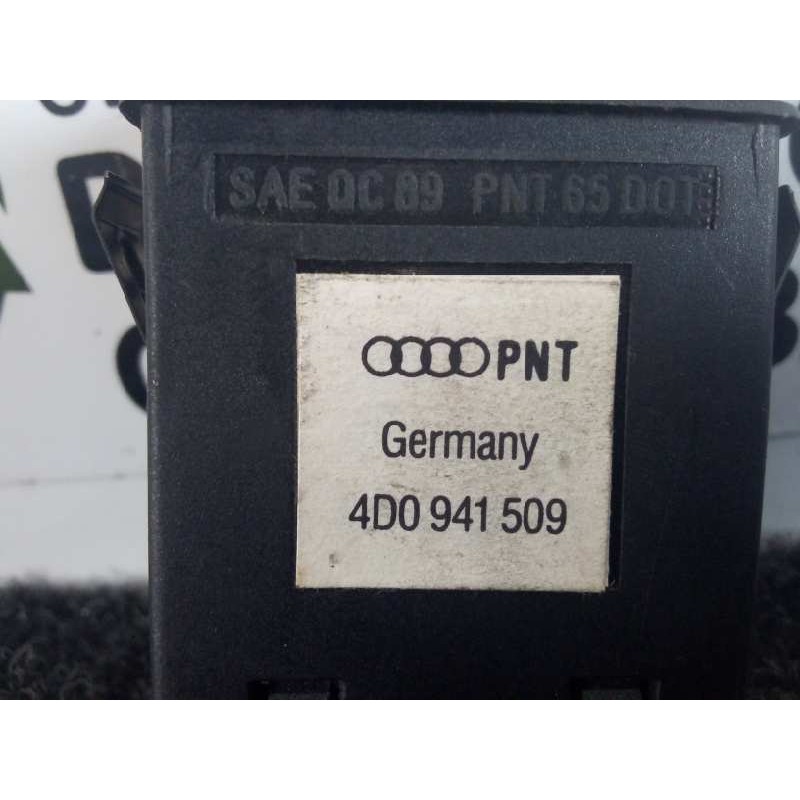 SAE QC 89 PNT 65 DOT
PNT
Germany
4D0 941 509